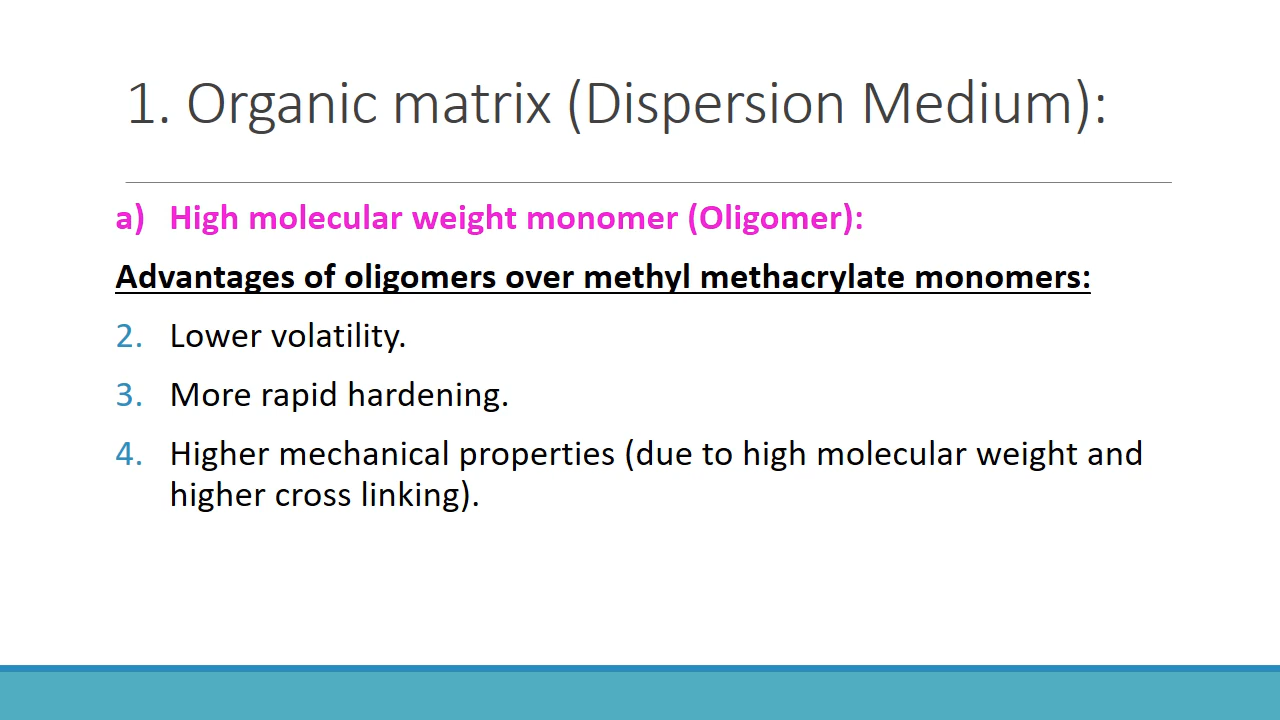 1. Organic matrix (Dispersion Medium):
a) High molecular weight monomer (Oligomer):
Advantages of oligomers over methyl methacrylate monomers:
2. Lower volatility.
3. More rapid hardening.
4. Higher mechanical properties (due to high molecular weight and
higher cross linking).